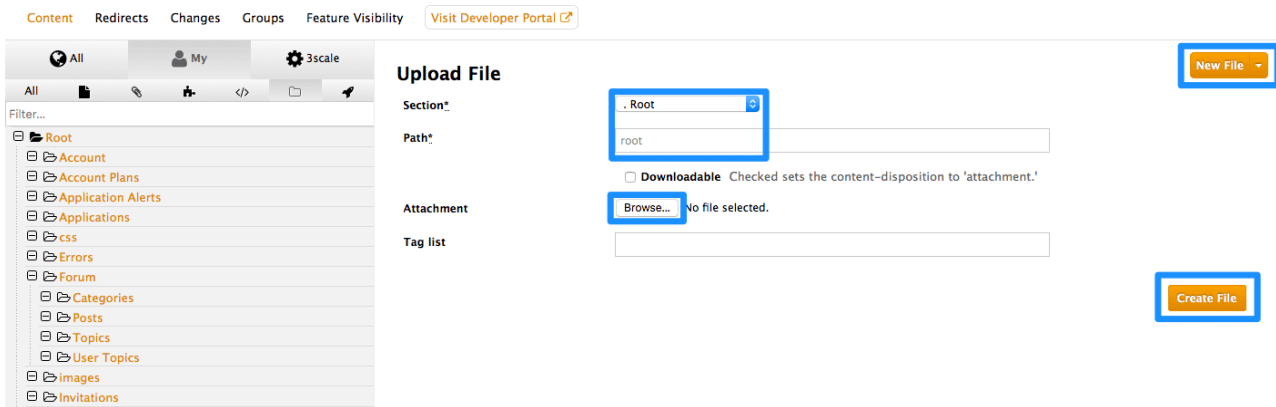 Content Redirects Changes Groups Feature Visibility Visit Developer Portal
All My 3scale
All
Filter...
Root
Account
Account Plans
Application Alerts
Applications
css
Errors
Forum
Categories
Posts
Topics
User Topics
images
Invitations
New File
Upload File
Section* . Root
Path* root
Downloadable Checked sets the content-disposition to 'attachment.'
Attachment Browse... No file selected.
Tag list
Create File